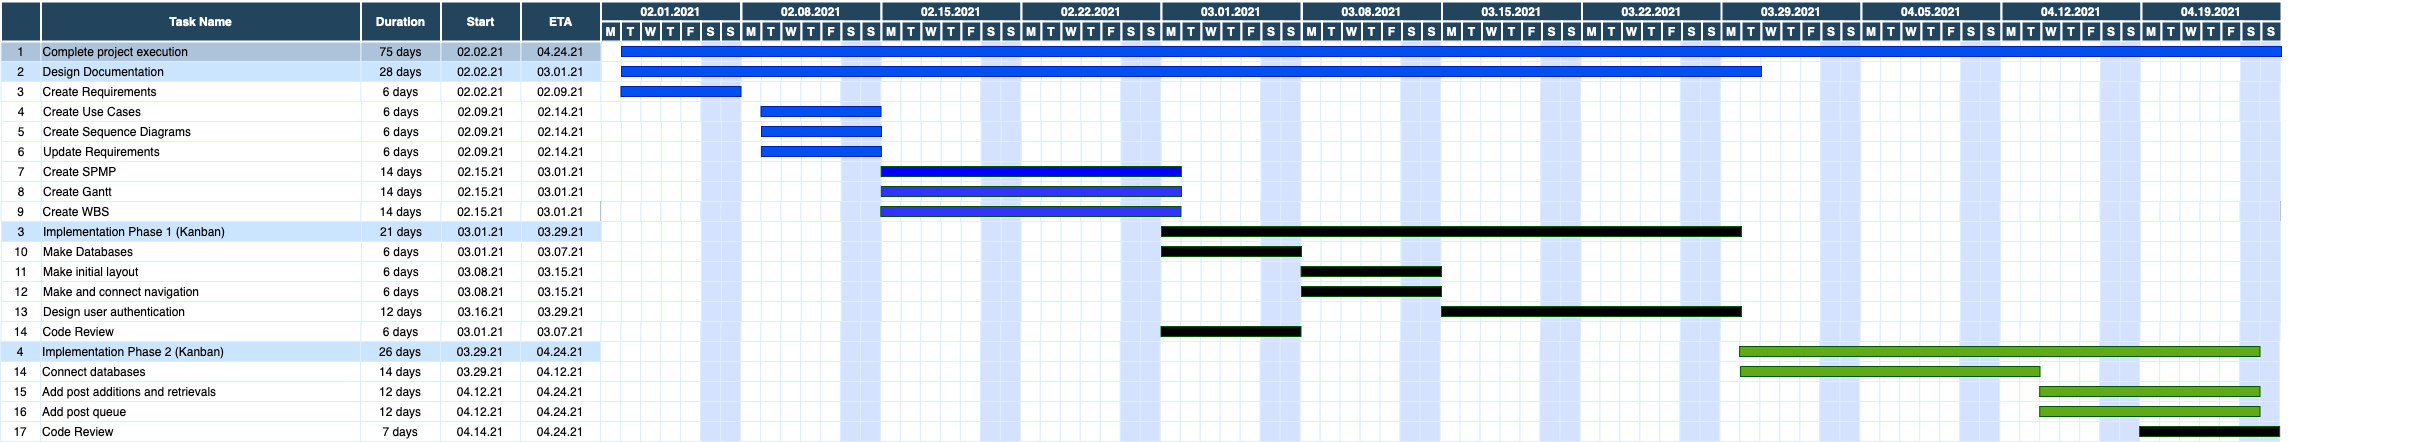 Task Name Duration Start ETA 02.01.2021 02.08.2021 02.15.2021 02.22.2021 03.01.2021 03.08.2021 03.15.2021 03.22.2021 03.29.2021 04.05.2021 04.12.2021 04.19.2021
M T W T F S S M T W T F S S M T W T F S S M T W T F S S M T W T F S S M T W T F S S M T W T F S S M T W T F S S M T W T F S S M T W T F S S M T W T F S S M T W T F S S
1 Complete project execution 75 days 02.02.21 04.24.21
2 Design Documentation 28 days 02.02.21 03.01.21
3 Create Requirements 6 days 02.02.21 02.09.21
4 Create Use Cases 6 days 02.09.21 02.14.21
5 Create Sequence Diagrams 6 days 02.09.21 02.14.21
6 Update Requirements 6 days 02.09.21 02.14.21
7 Create SPMP 14 days 02.15.21 03.01.21
8 Create Gantt 14 days 02.15.21 03.01.21
9 Create WBS 14 days 02.15.21 03.01.21
3 Implementation Phase 1 (Kanban) 21 days 03.01.21 03.29.21
10 Make Databases 6 days 03.01.21 03.07.21
11 Make initial layout 6 days 03.08.21 03.15.21
12 Make and connect navigation 6 days 03.08.21 03.15.21
13 Design user authentication 12 days 03.16.21 03.29.21
14 Code Review 6 days 03.01.21 03.07.21
4 Implementation Phase 2 (Kanban) 26 days 03.29.21 04.24.21
14 Connect databases 14 days 03.29.21 04.12.21
15 Add post additions and retrievals 12 days 04.12.21 04.24.21
16 Add post queue 12 days 04.12.21 04.24.21
17 Code Review 7 days 04.14.21 04.24.21